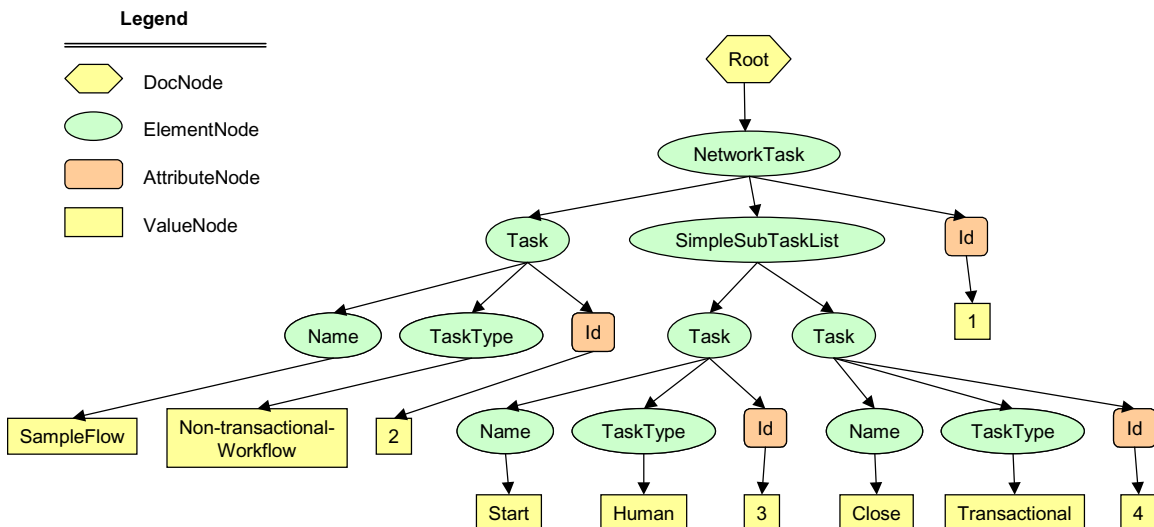 Legend
DocNode
ElementNode
AttributeNode
ValueNode
Root
NetworkTask
Task
SimpleSubTaskList
Id
Name
TaskType
Id
Task
Task
1
SampleFlow
Non-transactional-
Workflow
2
Name
TaskType
Id
Name
TaskType
Id
Start
Human
3
Close
Transactional
4